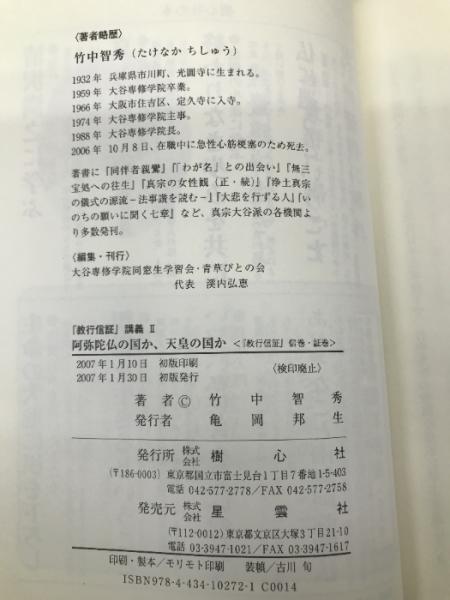 〈著者略歴〉
竹中智秀（たけなか ちしゅう）
1932年 兵庫県市川町、光圓寺に生まれる。
1959年 大谷専修学院卒業。
1966年 大阪市住吉区、定久寺に入寺。
1974年 大谷専修学院主事。
1988年 大谷専修学院長。
2006年 10月8日、在職中に急性心筋梗塞のため死去。
著書に『同伴者親鸞』『「わが名」との出会い』『無三
宝処への往生』『真宗の女性観（正・続）』『浄土真宗
の儀式の源流－法事讃を読む－』『大悲を行ずる人』『い
のちの願いに聞く七章』など、真宗大谷派の各機関よ
り多数発刊。
〈編集・刊行〉
大谷専修学院同窓生学習会・青草びとの会
代表 渓内弘恵
『教行信証』講義Ⅱ
阿弥陀仏の国か、天皇の国か ＜『教行信証』信巻・証巻＞
2007年1月10日 初版印刷
2007年1月30日 初版発行 〈検印廃止〉
著者© 竹中智秀
発行者 亀岡邦生
発行所 株式会社 樹心社
（〒186-0003）東京都国立市富士見台1丁目7番地1-5-403
電話 042-577-2778／FAX 042-577-2758
発売元 株式会社 星雲社
（〒112-0012）東京都文京区大塚3丁目21-10
電話 03-3947-1021／FAX 03-3947-1617
印刷・製本／モリモト印刷 装幀／古川 旬
ISBN978-4-434-10272-1 C0014